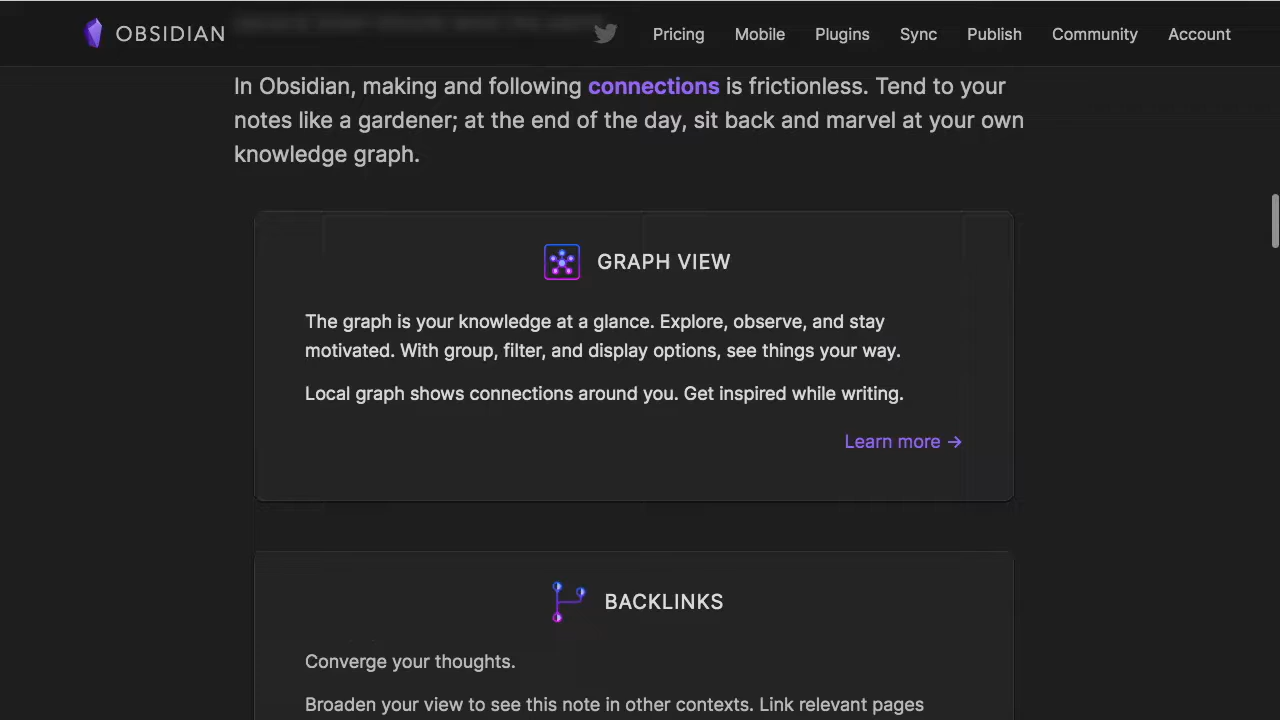 OBSIDIAN
Pricing
Mobile
Plugins
Sync
Publish
Community
Account
In Obsidian, making and following connections is frictionless. Tend to your
notes like a gardener; at the end of the day, sit back and marvel at your own
knowledge graph.
GRAPH VIEW
The graph is your knowledge at a glance. Explore, observe, and stay
motivated. With group, filter, and display options, see things your way.
Local graph shows connections around you. Get inspired while writing.
Learn more →
BACKLINKS
Converge your thoughts.
Broaden your view to see this note in other contexts. Link relevant pages